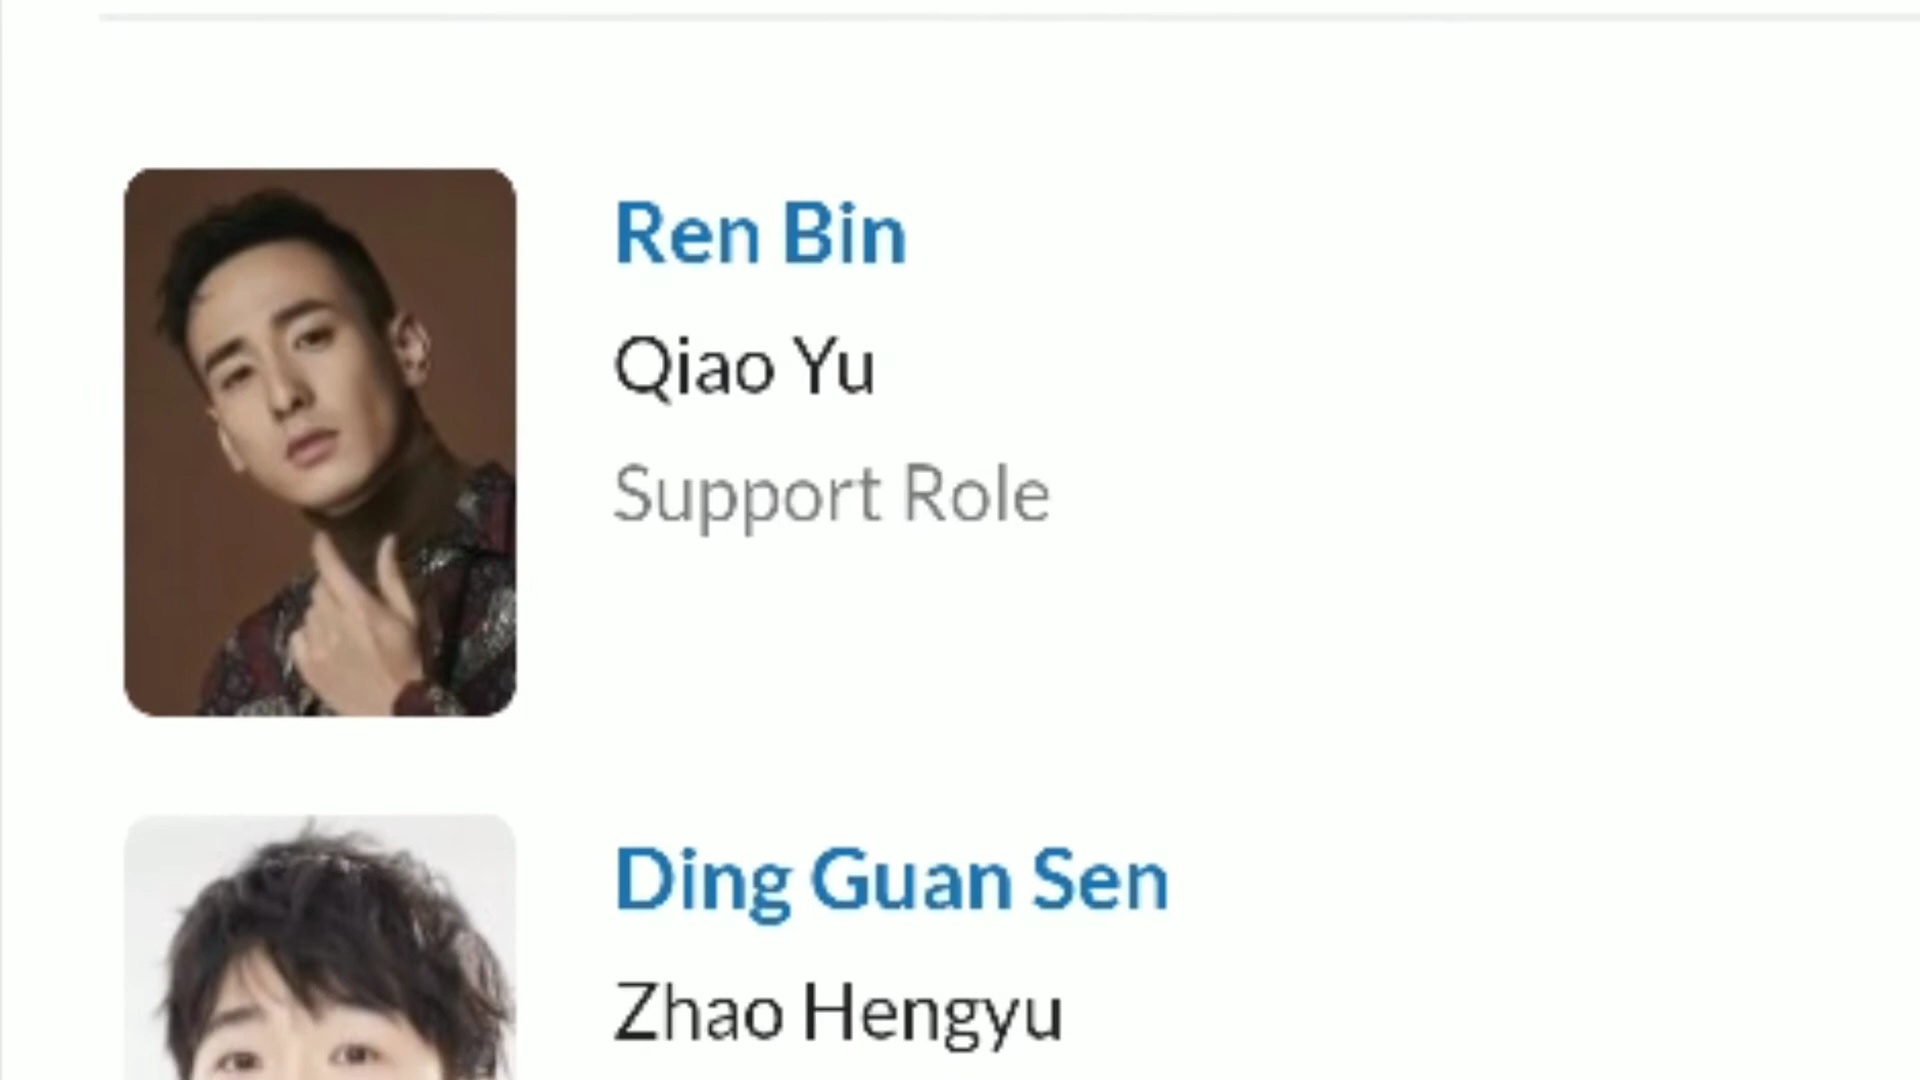 Ren Bin
Qiao Yu
Support Role
Ding Guan Sen
Zhao Hengyu